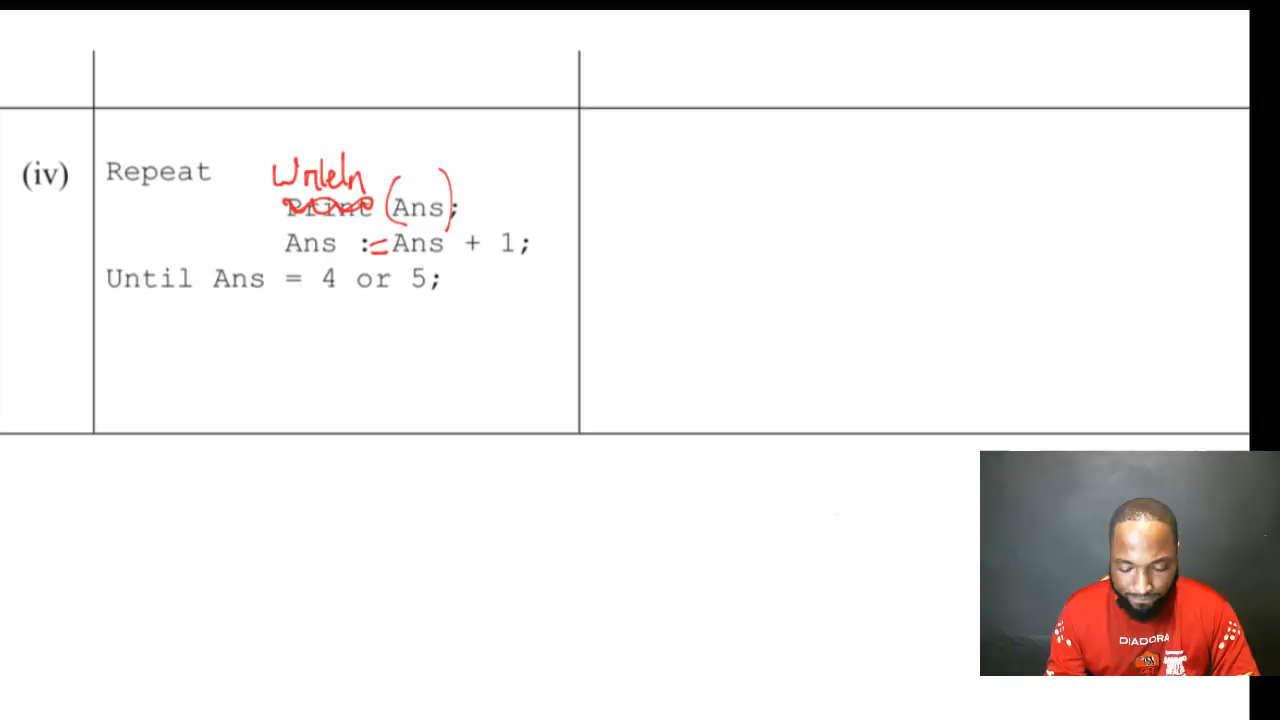 (iv) Repeat
Writeln
Print (Ans);
Ans := Ans + 1;
Until Ans = 4 or 5;
DIADORA